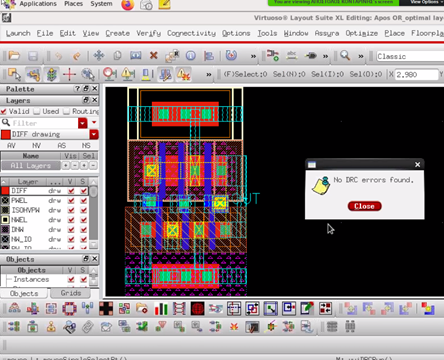 Applications Places System
Virtuoso® Layout Suite XL Editing: Apos OR_optimal lay
Launch File Edit View Create Verify Connectivity Options Tools Window Assura Optimize Place Floorpla
Classic
(F)Select:0 Sel(N):0 Sel(I):0 Sel(O):0 X 2.980
Palette
Layers
Valid Used Routing
Filter
DIFF drawing
AV NV AS NS
Name Vis Sel
All Layers
Layer
DIFF drw
PWEL drw
ISOHVPW drw
NWEL drw
DNW drw
NW_IO drw
Objects
Objects V S
Instances
Objects Grids
No DRC errors found.
Close
UT